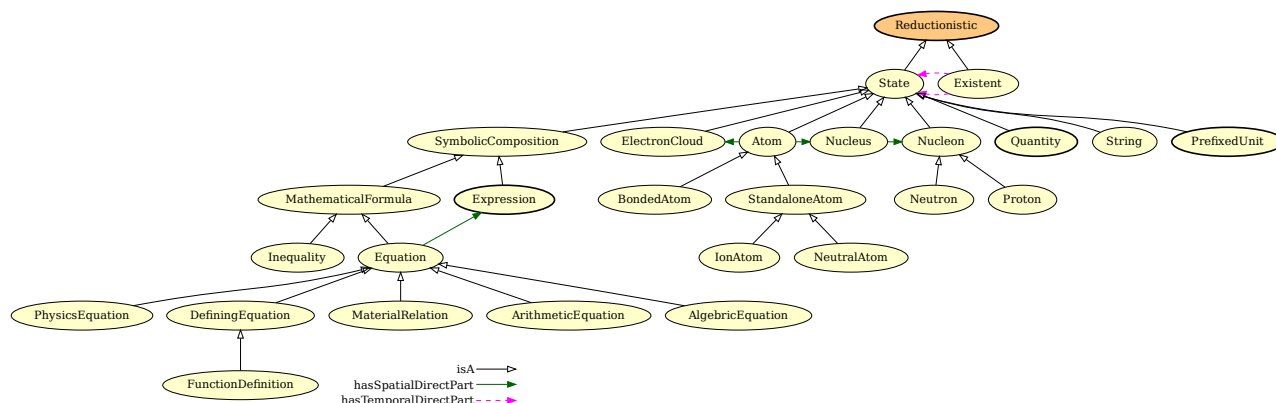 Reductionistic
State
Existent
SymbolicComposition
ElectronCloud
Atom
Nucleus
Nucleon
Quantity
String
PrefixedUnit
MathematicalFormula
Expression
BondedAtom
StandaloneAtom
Neutron
Proton
Inequality
Equation
IonAtom
NeutralAtom
PhysicsEquation
DefiningEquation
MaterialRelation
ArithmeticEquation
AlgebricEquation
FunctionDefinition
isA
hasSpatialDirectPart
hasTemporalDirectPart